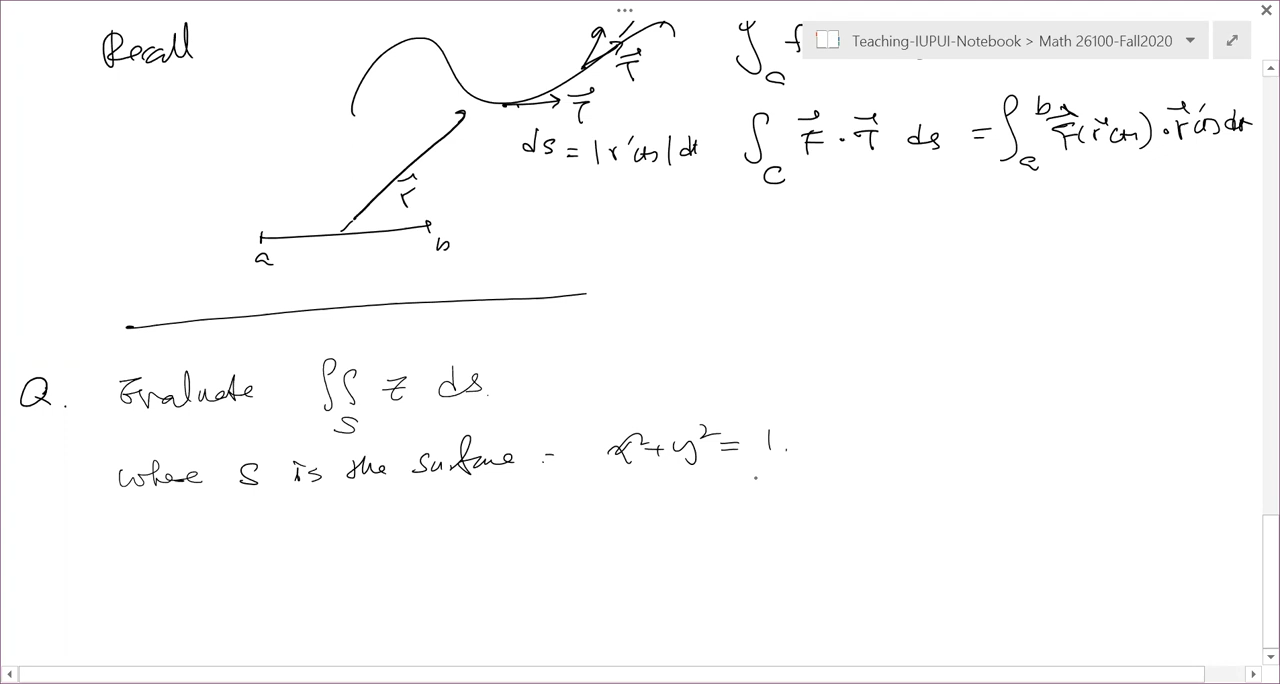 Teaching-IUPUI-Notebook > Math 26100-Fall2020
Recall
∫_C f
T⃗
T⃗
ds = |r'(t)| dt
∫_C F⃗ · T⃗ ds = ∫_a^b F⃗(r⃗(t)) · r⃗'(t) dt
r⃗
a
b
Q. Evaluate ∬_S z ds.
where S is the surface - x²+y² = 1.